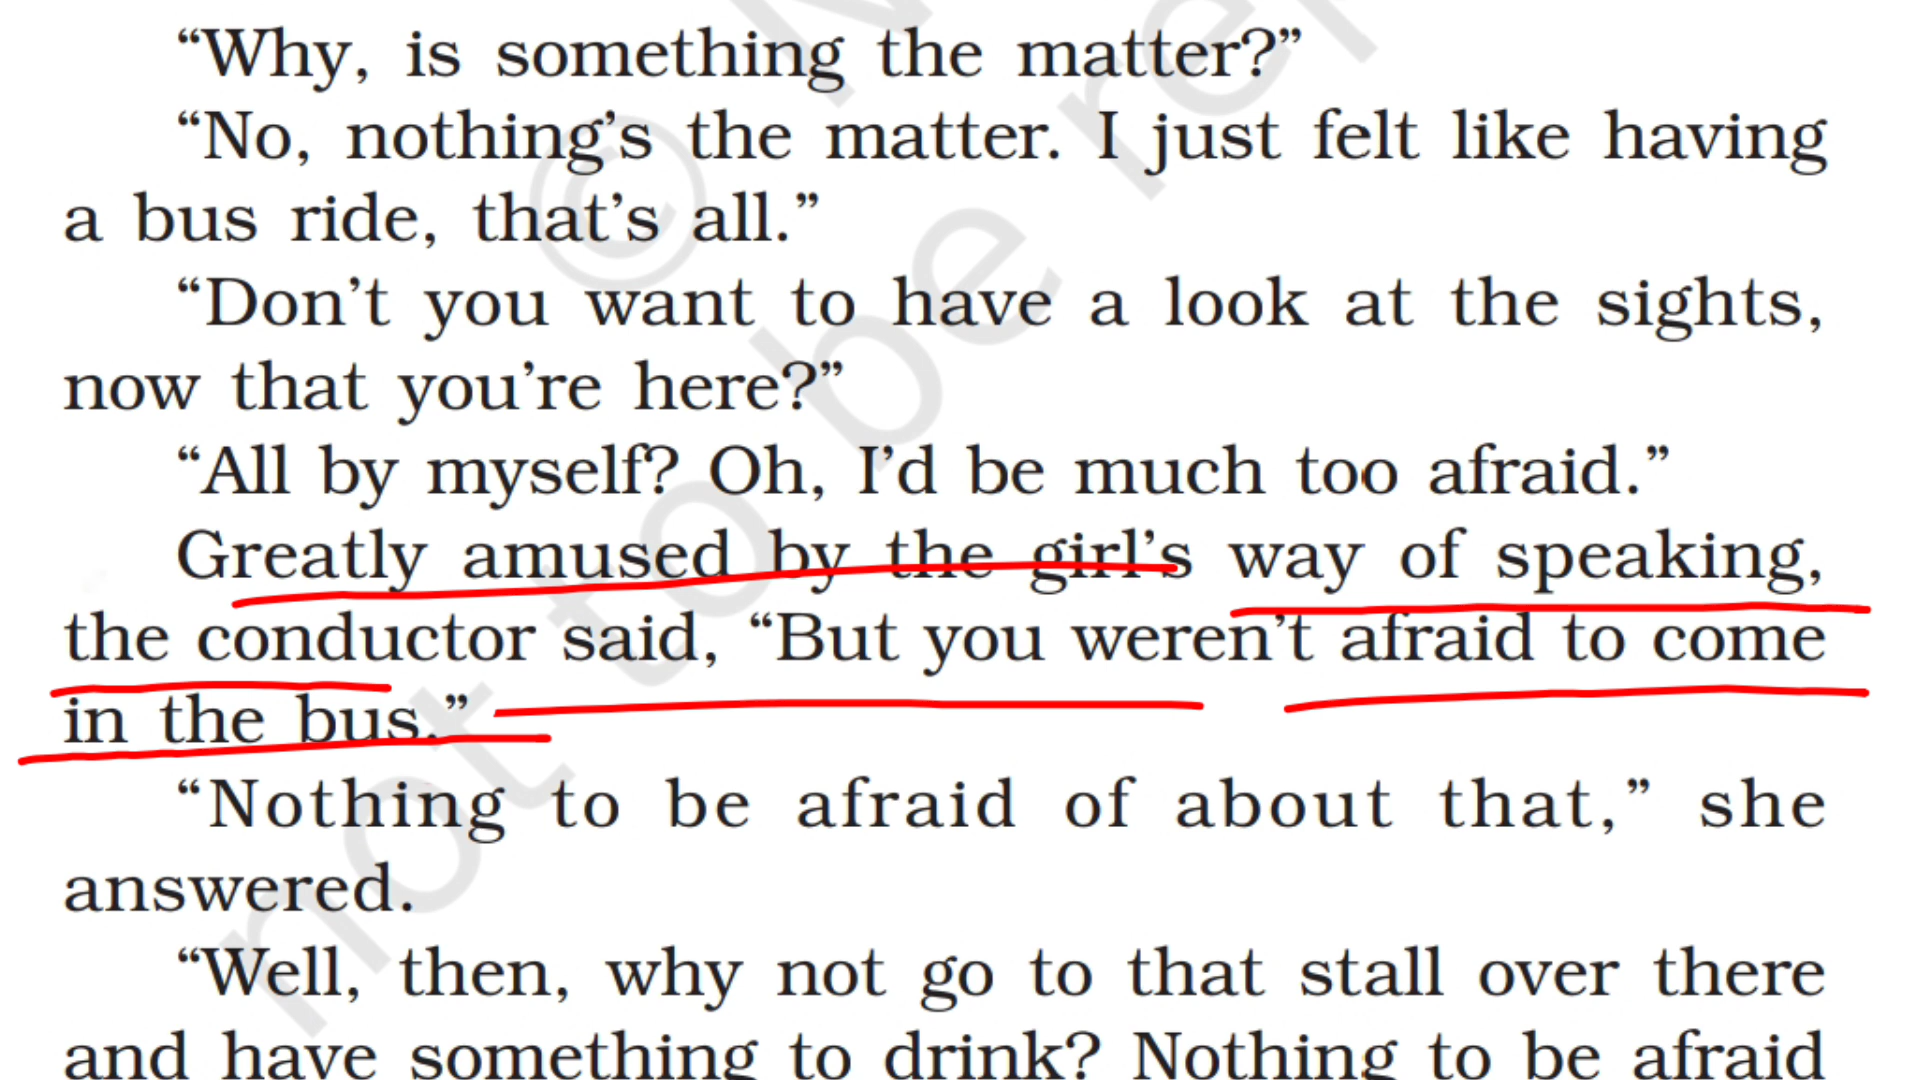 “Why, is something the matter?”
“No, nothing’s the matter. I just felt like having
a bus ride, that’s all.”
“Don’t you want to have a look at the sights,
now that you’re here?”
“All by myself? Oh, I’d be much too afraid.”
Greatly amused by the girl’s way of speaking,
the conductor said, “But you weren’t afraid to come
in the bus.”
“Nothing to be afraid of about that,” she
answered.
“Well, then, why not go to that stall over there
and have something to drink? Nothing to be afraid
©
not to be